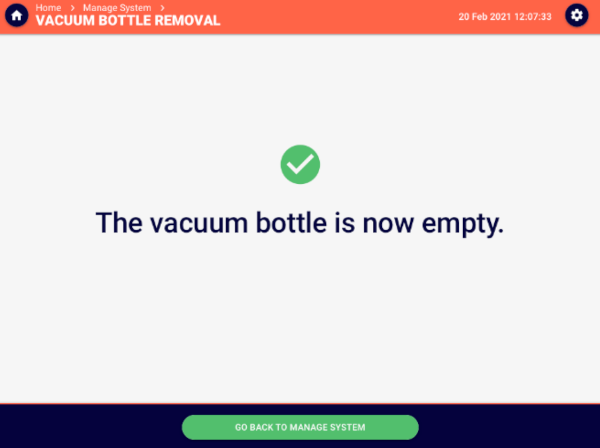 Home > Manage System >
VACUUM BOTTLE REMOVAL
20 Feb 2021 12:07:33
The vacuum bottle is now empty.
GO BACK TO MANAGE SYSTEM